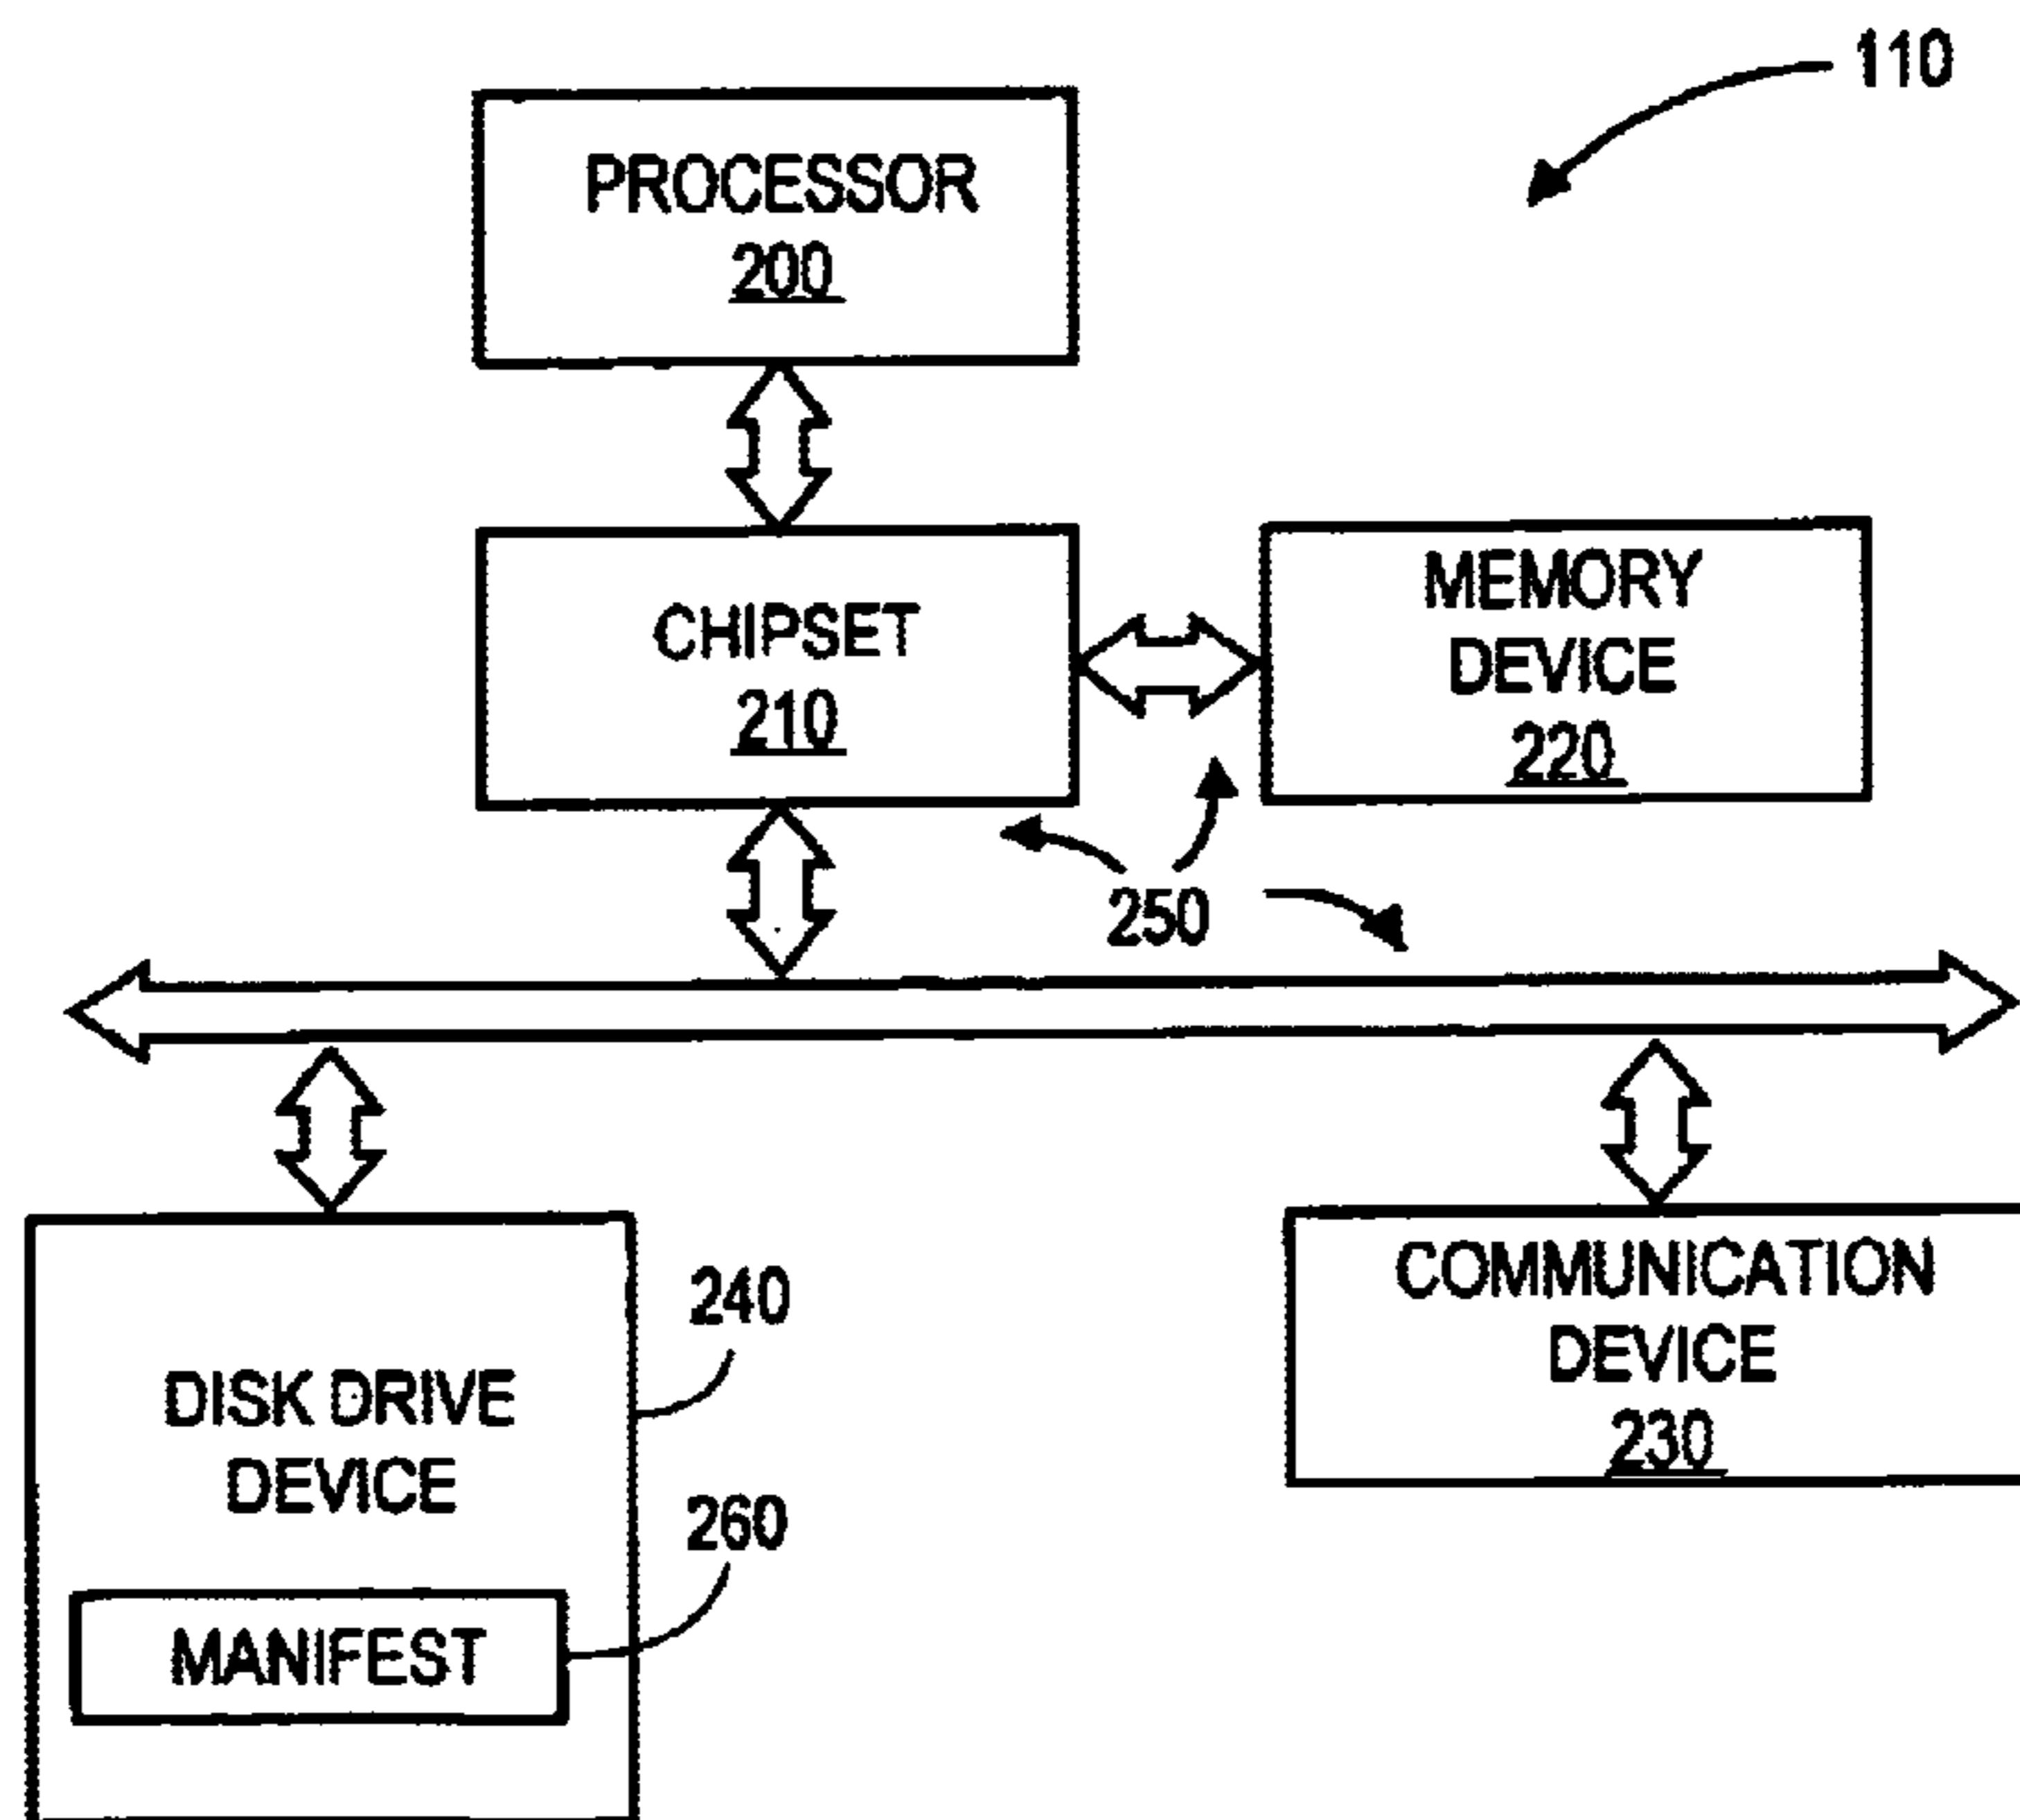 110
PROCESSOR
200
CHIPSET
210
MEMORY
DEVICE
220
250
240
DISK DRIVE
DEVICE
260
MANIFEST
COMMUNICATION
DEVICE
230